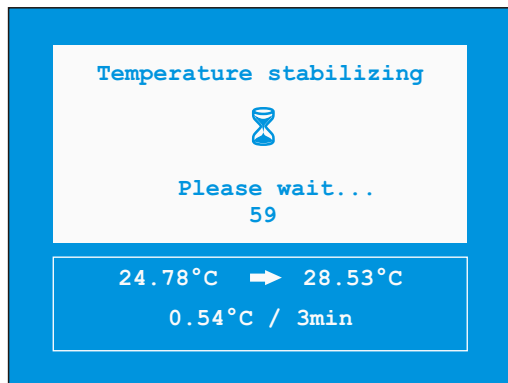 Temperature stabilizing
Please wait...
59
24.78°C ➡ 28.53°C
0.54°C / 3min